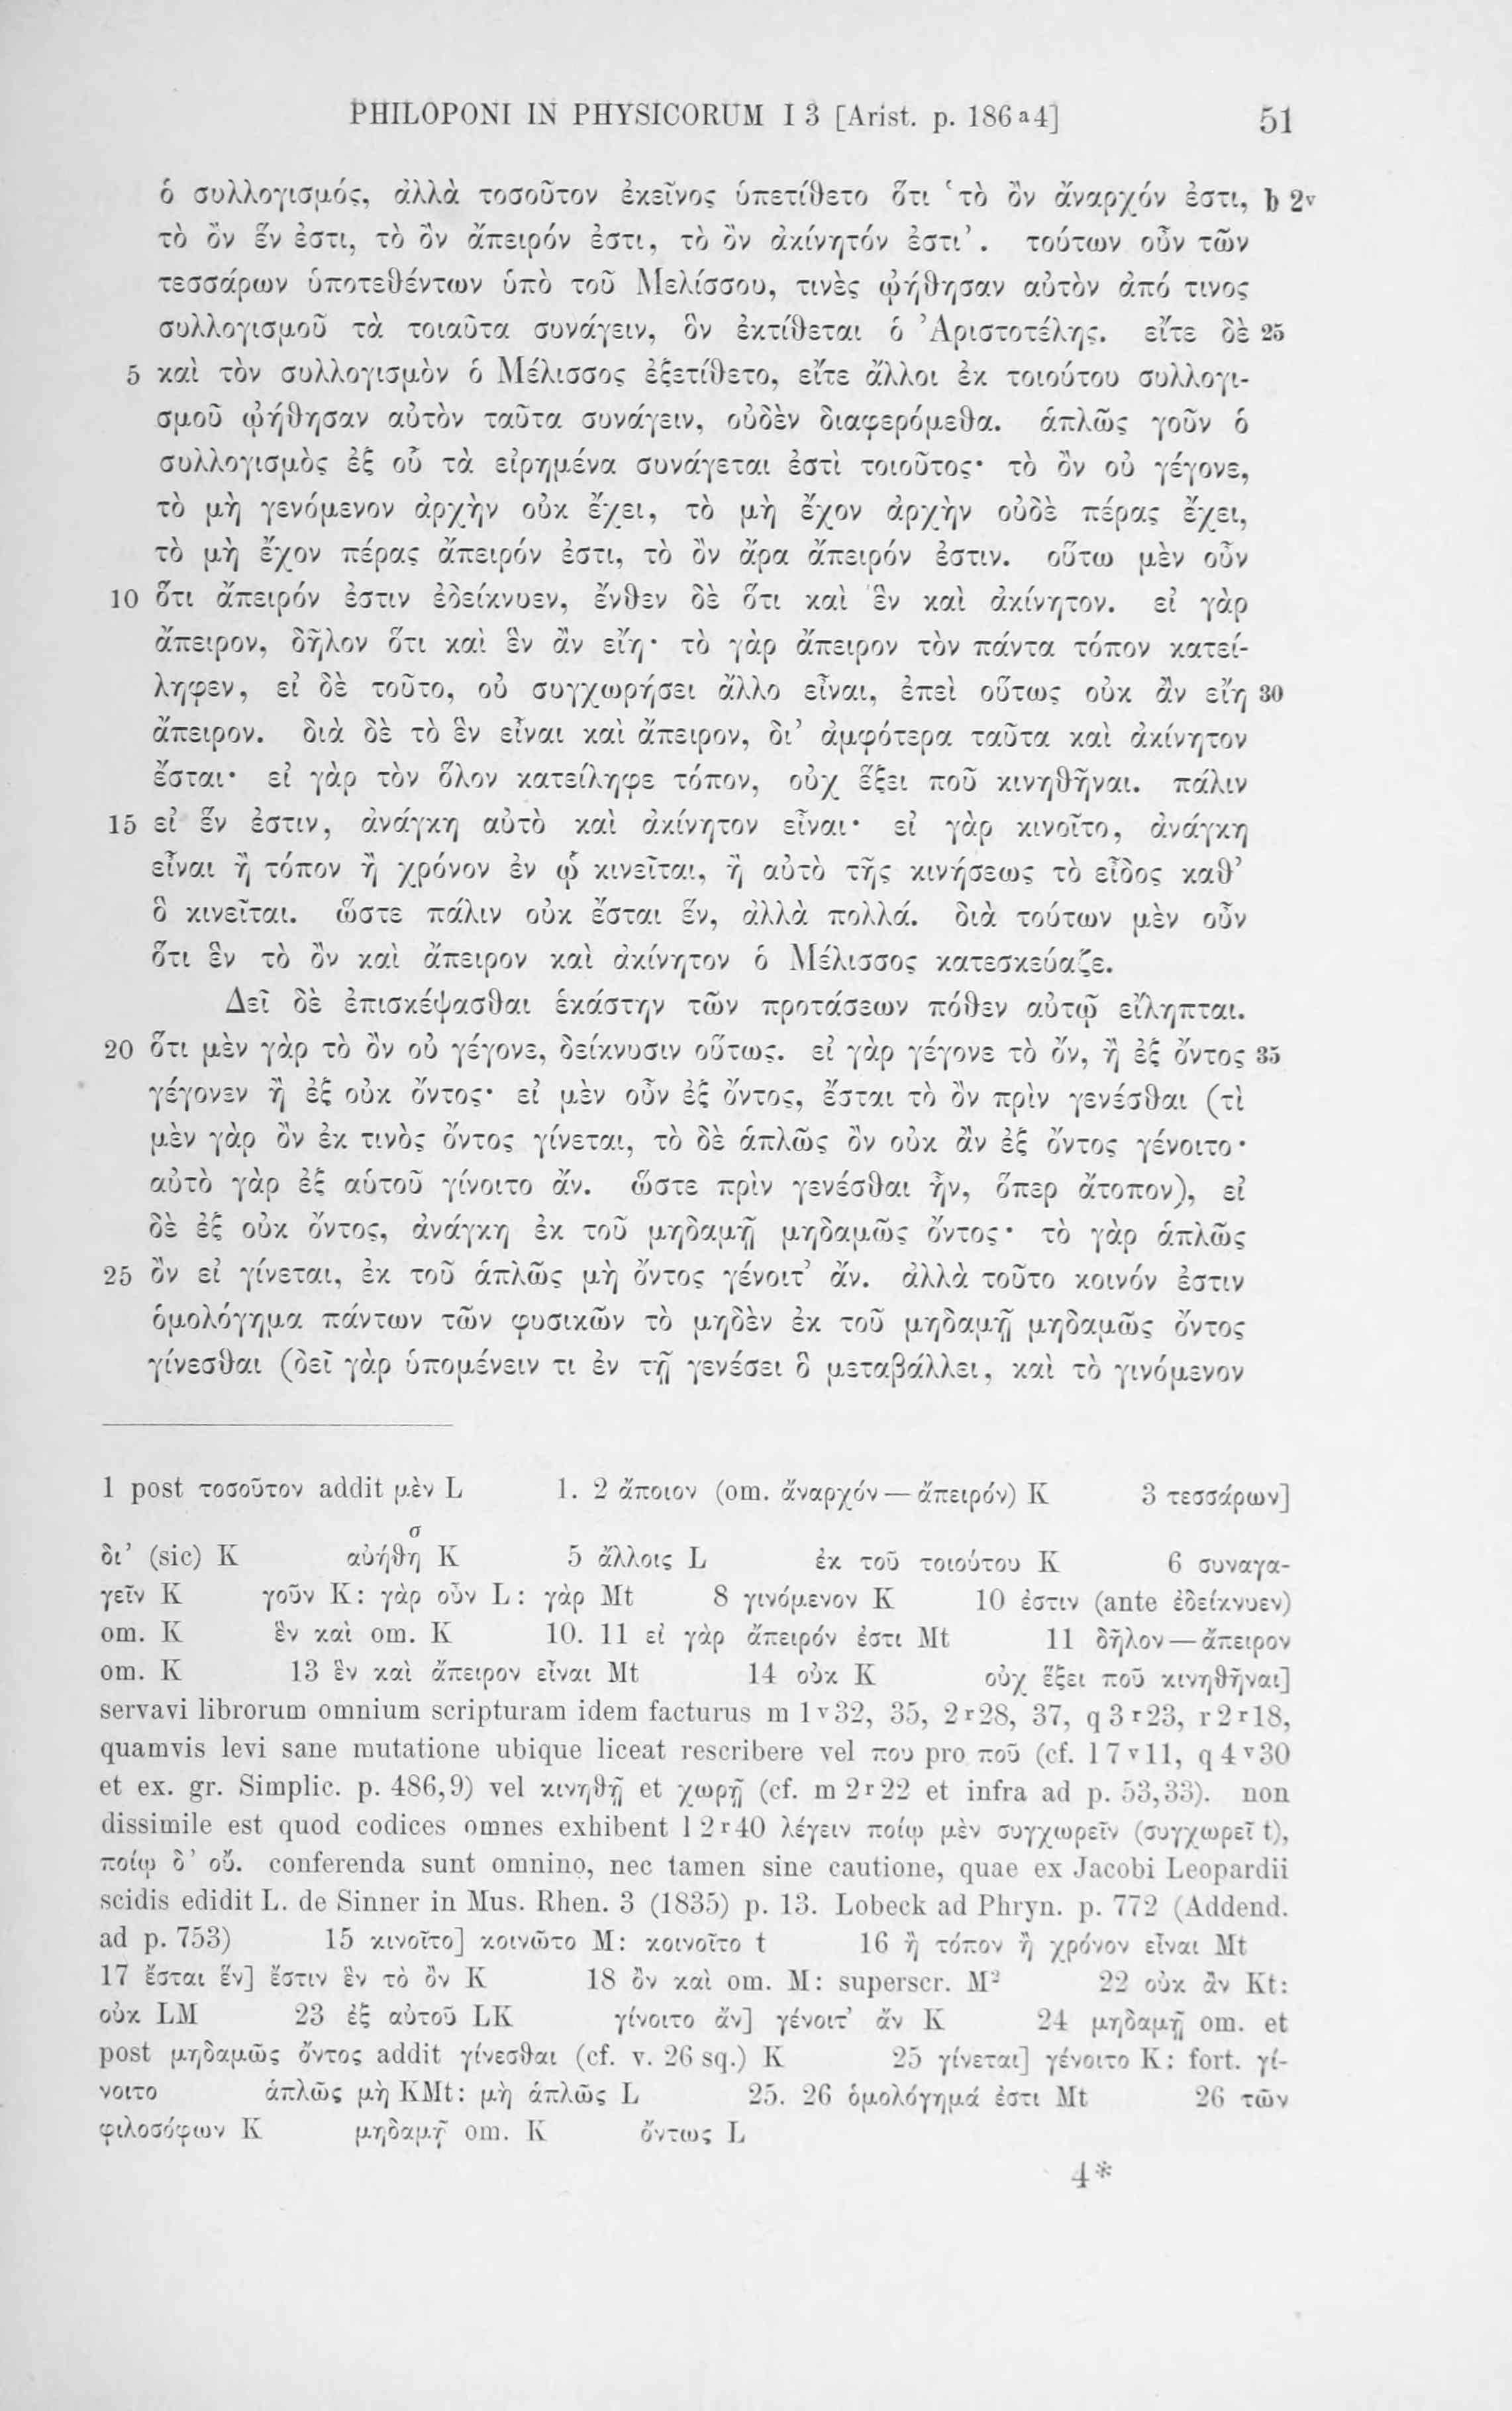 PHILOPONI IN PHYSICORUM I 3 [Arist. p. 186 a 4] 51
ὁ συλλογισμός, ἀλλὰ τοσοῦτον ἐκεῖνος ὑπετίθετο ὅτι ‘τὸ ὂν ἄναρχόν ἐστι, b 2v
τὸ ὂν ἕν ἐστι, τὸ ὂν ἄπειρόν ἐστι, τὸ ὂν ἀκίνητόν ἐστι’. τούτων οὖν τῶν
τεσσάρων ὑποτεθέντων ὑπὸ τοῦ Μελίσσου, τινὲς ᾠήθησαν αὐτὸν ἀπό τινος
συλλογισμοῦ τὰ τοιαῦτα συνάγειν, ὃν ἐκτίθεται ὁ Ἀριστοτέλης. εἴτε δὲ 25
5 καὶ τὸν συλλογισμὸν ὁ Μέλισσος ἐξετίθετο, εἴτε ἄλλοι ἐκ τοιούτου συλλογι-
σμοῦ ᾠήθησαν αὐτὸν ταῦτα συνάγειν, οὐδὲν διαφερόμεθα. ἁπλῶς γοῦν ὁ
συλλογισμὸς ἐξ οὗ τὰ εἰρημένα συνάγεται ἐστὶ τοιοῦτος· τὸ ὂν οὐ γέγονε,
τὸ μὴ γενόμενον ἀρχὴν οὐκ ἔχει, τὸ μὴ ἔχον ἀρχὴν οὐδὲ πέρας ἔχει,
τὸ μὴ ἔχον πέρας ἄπειρόν ἐστι, τὸ ὂν ἄρα ἄπειρόν ἐστιν. οὕτω μὲν οὖν
10 ὅτι ἄπειρόν ἐστιν ἐδείκνυεν, ἔνθεν δὲ ὅτι καὶ ἓν καὶ ἀκίνητον. εἰ γὰρ
ἄπειρον, δῆλον ὅτι καὶ ἓν ἂν εἴη· τὸ γὰρ ἄπειρον τὸν πάντα τόπον κατεί-
ληφεν, εἰ δὲ τοῦτο, οὐ συγχωρήσει ἄλλο εἶναι, ἐπεὶ οὕτως οὐκ ἂν εἴη 30
ἄπειρον. διὰ δὲ τὸ ἓν εἶναι καὶ ἄπειρον, δι’ ἀμφότερα ταῦτα καὶ ἀκίνητον
ἔσται· εἰ γὰρ τὸν ὅλον κατείληφε τόπον, οὐχ ἕξει ποῦ κινηθῆναι. πάλιν
15 εἰ ἕν ἐστιν, ἀνάγκη αὐτὸ καὶ ἀκίνητον εἶναι· εἰ γὰρ κινοῖτο, ἀνάγκη
εἶναι ἢ τόπον ἢ χρόνον ἐν ᾧ κινεῖται, ἢ αὐτὸ τῆς κινήσεως τὸ εἶδος καθ’
ὃ κινεῖται. ὥστε πάλιν οὐκ ἔσται ἕν, ἀλλὰ πολλά. διὰ τούτων μὲν οὖν
ὅτι ἓν τὸ ὂν καὶ ἄπειρον καὶ ἀκίνητον ὁ Μέλισσος κατεσκεύαζε.
Δεῖ δὲ ἐπισκέψασθαι ἑκάστην τῶν προτάσεων πόθεν αὐτῷ εἴληπται.
20 ὅτι μὲν γὰρ τὸ ὂν οὐ γέγονε, δείκνυσιν οὕτως. εἰ γὰρ γέγονε τὸ ὄν, ἢ ἐξ ὄντος 35
γέγονεν ἢ ἐξ οὐκ ὄντος· εἰ μὲν οὖν ἐξ ὄντος, ἔσται τὸ ὂν πρὶν γενέσθαι (τὶ
μὲν γὰρ ὂν ἐκ τινὸς ὄντος γίνεται, τὸ δὲ ἁπλῶς ὂν οὐκ ἂν ἐξ ὄντος γένοιτο·
αὐτὸ γὰρ ἐξ αὑτοῦ γίνοιτο ἄν. ὥστε πρὶν γενέσθαι ἦν, ὅπερ ἄτοπον), εἰ
δὲ ἐξ οὐκ ὄντος, ἀνάγκη ἐκ τοῦ μηδαμῇ μηδαμῶς ὄντος· τὸ γὰρ ἁπλῶς
25 ὂν εἰ γίνεται, ἐκ τοῦ ἁπλῶς μὴ ὄντος γένοιτ’ ἄν. ἀλλὰ τοῦτο κοινόν ἐστιν
ὁμολόγημα πάντων τῶν φυσικῶν τὸ μηδὲν ἐκ τοῦ μηδαμῇ μηδαμῶς ὄντος
γίνεσθαι (δεῖ γὰρ ὑπομένειν τι ἐν τῇ γενέσει ὃ μεταβάλλει, καὶ τὸ γινόμενον
1 post τοσοῦτον addit μὲν L 1. 2 ἄποιον (om. ἄναρχόν — ἄπειρόν) K 3 τεσσάρων]
σ
δι’ (sic) K αὐήθη K 5 ἄλλοις L ἐκ τοῦ τοιούτου K 6 συναγα-
γεῖν K γοῦν K: γὰρ οὖν L: γὰρ Mt 8 γινόμενον K 10 ἐστιν (ante ἐδείκνυεν)
om. K ἓν καὶ om. K 10. 11 εἰ γὰρ ἄπειρόν ἐστι Mt 11 δῆλον — ἄπειρον
om. K 13 ἓν καὶ ἄπειρον εἶναι Mt 14 οὐκ K οὐχ ἕξει ποῦ κινηθῆναι]
servavi librorum omnium scripturam idem facturus m 1 v 32, 35, 2 r 28, 37, q 3 r 23, r 2 r 18,
quamvis levi sane mutatione ubique liceat rescribere vel που pro ποῦ (cf. l 7 v 11, q 4 v 30
et ex. gr. Simplic. p. 486,9) vel κινηθῇ et χωρῇ (cf. m 2 r 22 et infra ad p. 53,33). non
dissimile est quod codices omnes exhibent l 2 r 40 λέγειν ποίῳ μὲν συγχωρεῖν (συγχωρεῖ t),
ποίῳ δ’ οὔ. conferenda sunt omnino, nec tamen sine cautione, quae ex Jacobi Leopardii
scidis edidit L. de Sinner in Mus. Rhen. 3 (1835) p. 13. Lobeck ad Phryn. p. 772 (Addend.
ad p. 753) 15 κινοῖτο] κοινῶτο M: κοινοῖτο t 16 ἢ τόπον ἢ χρόνον εἶναι Mt
17 ἔσται ἕν] ἔστιν ἓν τὸ ὂν K 18 ὂν καὶ om. M: superscr. M² 22 οὐκ ἂν Kt:
οὐκ LM 23 ἐξ αὐτοῦ LK γίνοιτο ἄν] γένοιτ’ ἄν K 24 μηδαμῇ om. et
post μηδαμῶς ὄντος addit γίνεσθαι (cf. v. 26 sq.) K 25 γίνεται] γένοιτο K: fort. γί-
νοιτο ἁπλῶς μὴ KMt: μὴ ἁπλῶς L 25. 26 ὁμολόγημά ἐστι Mt 26 τῶν
φιλοσόφων K μηδαμῇ om. K ὄντως L
4*